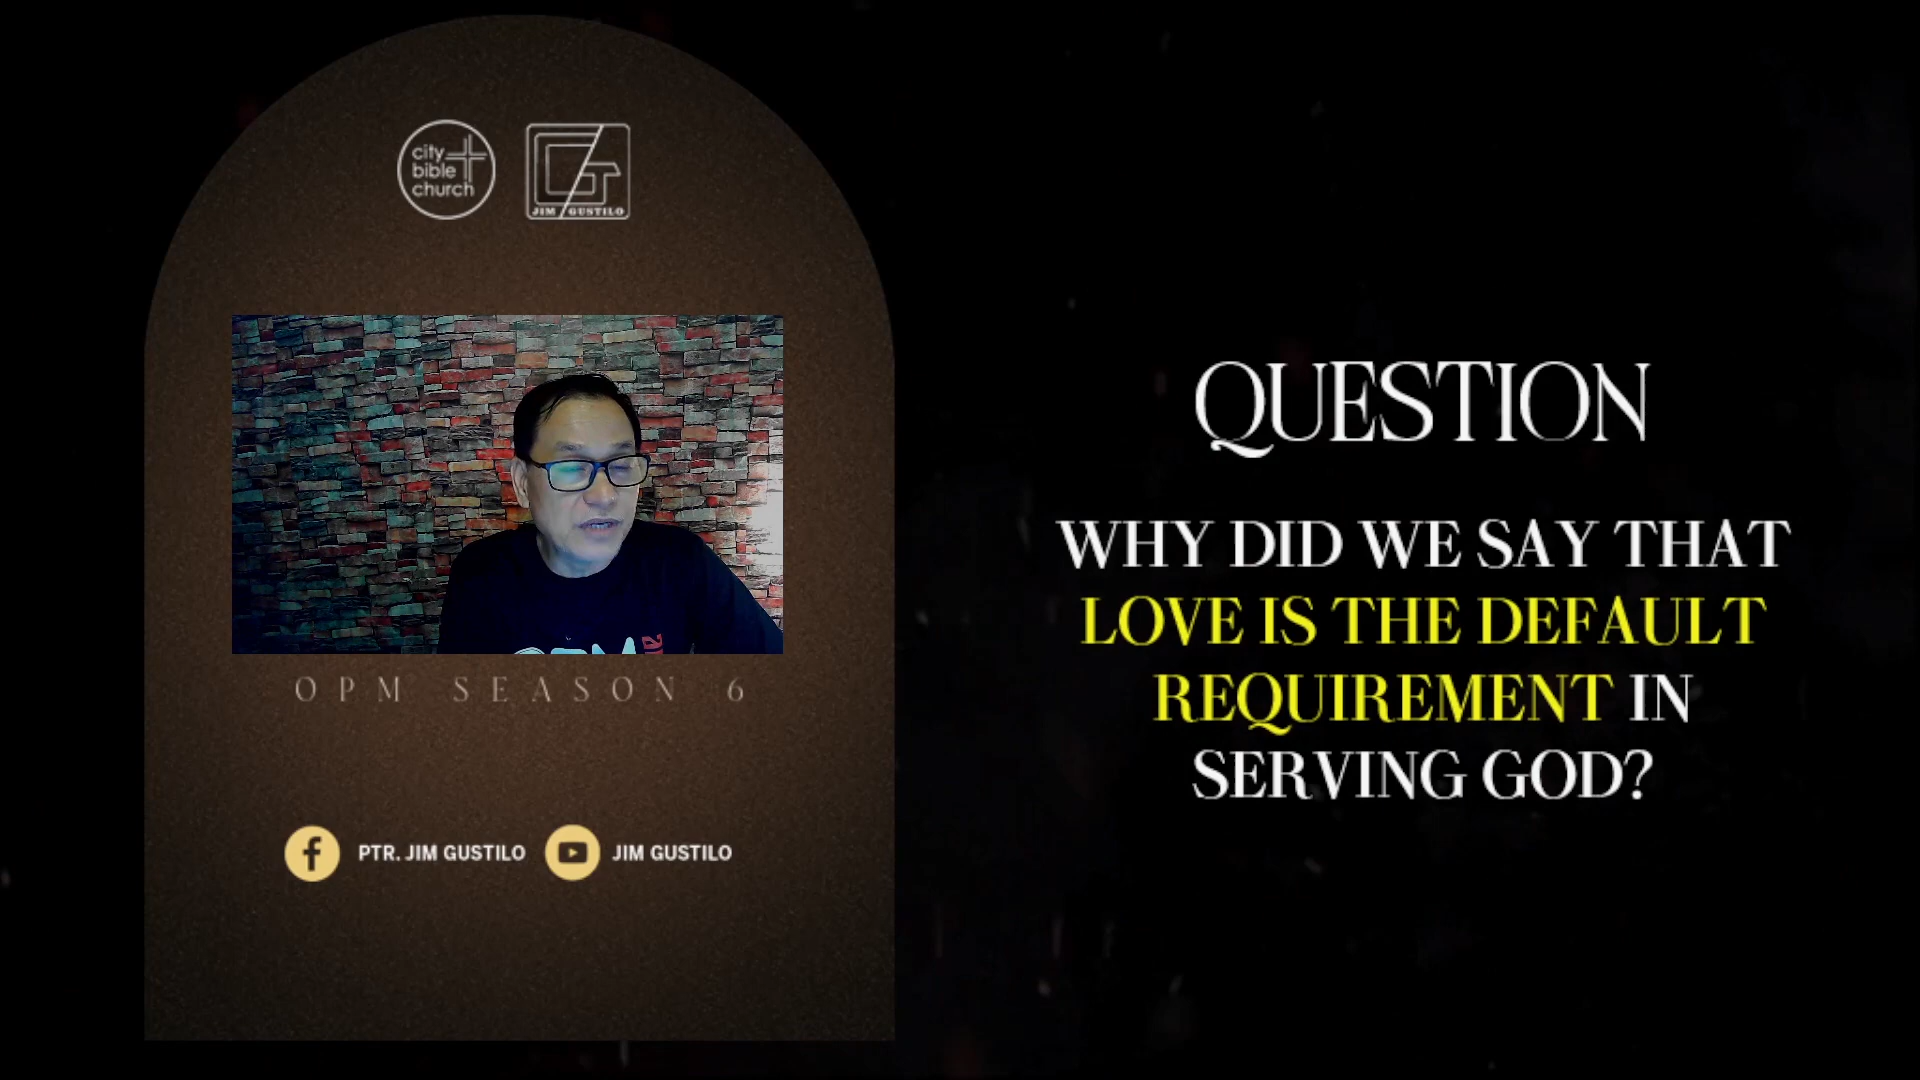 city
bible
church
JIM GUSTILO
OPM SEASON 6
PTR. JIM GUSTILO
JIM GUSTILO
QUESTION
WHY DID WE SAY THAT
LOVE IS THE DEFAULT
REQUIREMENT IN
SERVING GOD?